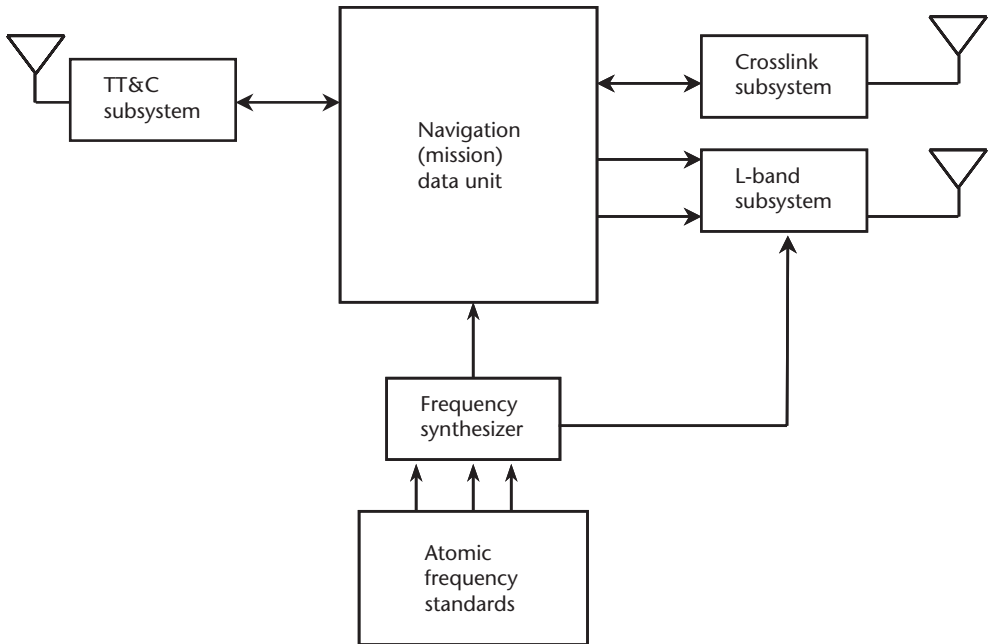 TT&C
subsystem
Navigation
(mission)
data unit
Crosslink
subsystem
L-band
subsystem
Frequency
synthesizer
Atomic
frequency
standards